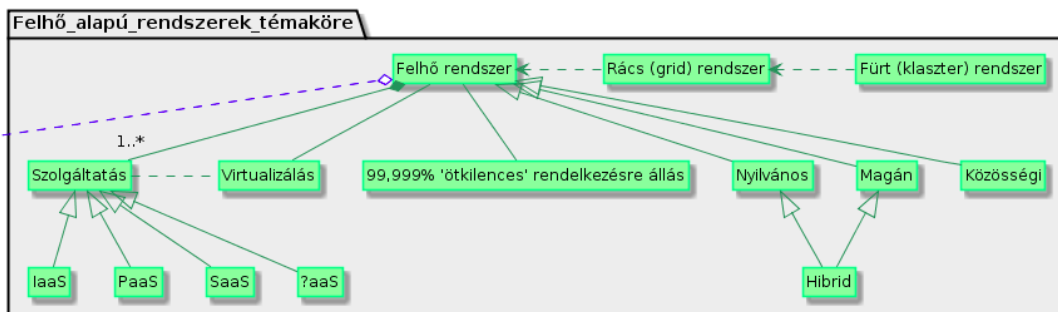 Felhő_alapú_rendszerek_témaköre
Felhő rendszer
Rács (grid) rendszer
Fürt (klaszter) rendszer
1..*
Szolgáltatás
Virtualizálás
99,999% 'ötkilences' rendelkezésre állás
Nyilvános
Magán
Közösségi
IaaS
PaaS
SaaS
?aaS
Hibrid